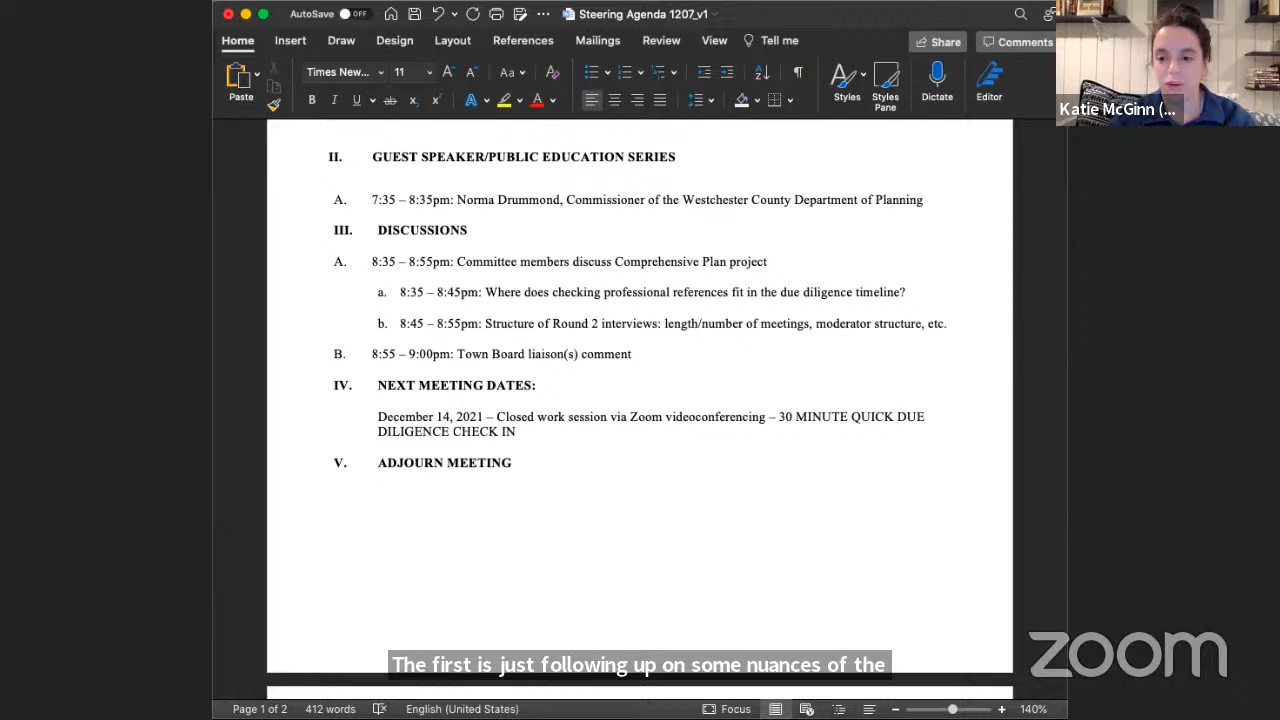 AutoSave OFF
Steering Agenda 1207_v1
Home Insert Draw Design Layout References Mailings Review View Tell me
Share
Comments
Paste
Times New... 11
Aa
Styles
Styles Pane
Dictate
Editor
Katie McGinn (...
II. GUEST SPEAKER/PUBLIC EDUCATION SERIES
A. 7:35 – 8:35pm: Norma Drummond, Commissioner of the Westchester County Department of Planning
III. DISCUSSIONS
A. 8:35 – 8:55pm: Committee members discuss Comprehensive Plan project
a. 8:35 – 8:45pm: Where does checking professional references fit in the due diligence timeline?
b. 8:45 – 8:55pm: Structure of Round 2 interviews: length/number of meetings, moderator structure, etc.
B. 8:55 – 9:00pm: Town Board liaison(s) comment
IV. NEXT MEETING DATES:
December 14, 2021 – Closed work session via Zoom videoconferencing – 30 MINUTE QUICK DUE
DILIGENCE CHECK IN
V. ADJOURN MEETING
The first is just following up on some nuances of the
zoom
Page 1 of 2 412 words English (United States) Focus 140%